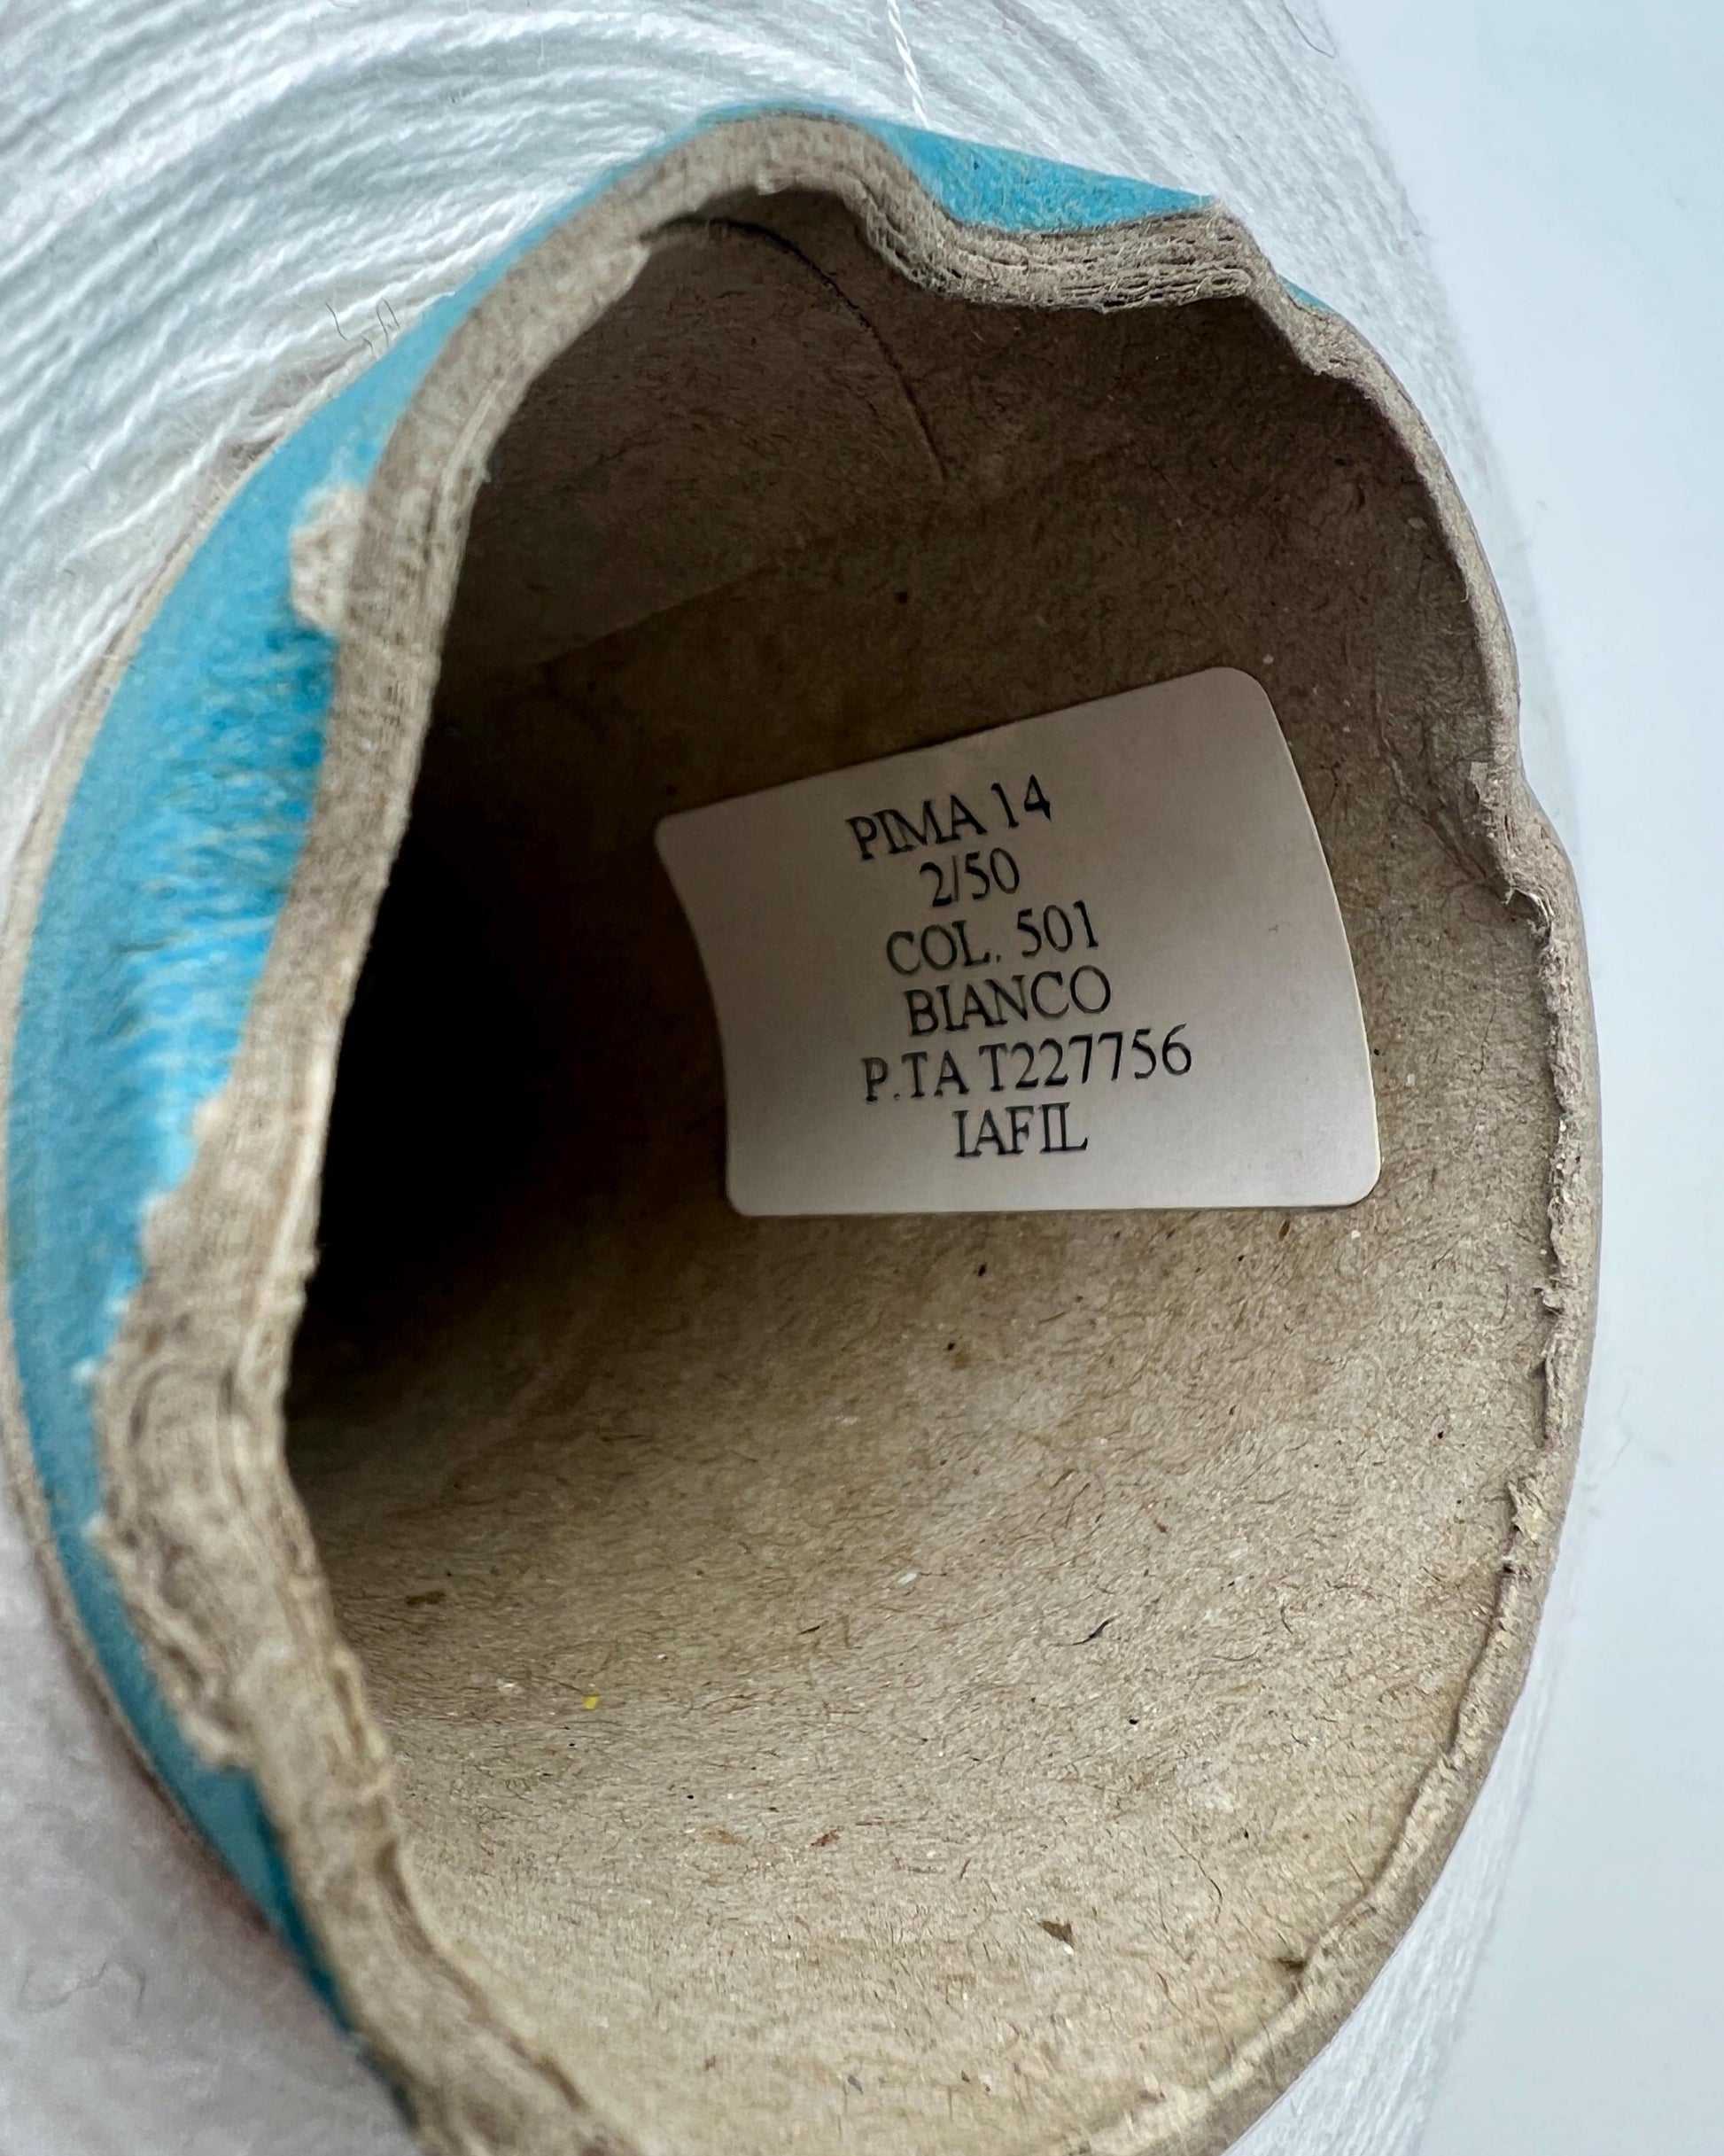 PIMA 14
2/50
COL. 501
BIANCO
P.TA T227756
IAFIL